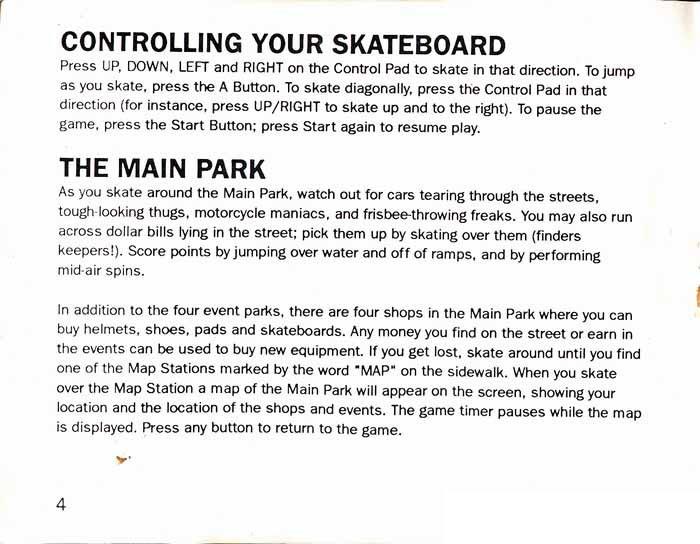 CONTROLLING YOUR SKATEBOARD
Press UP, DOWN, LEFT and RIGHT on the Control Pad to skate in that direction. To jump
as you skate, press the A Button. To skate diagonally, press the Control Pad in that
direction (for instance, press UP/RIGHT to skate up and to the right). To pause the
game, press the Start Button; press Start again to resume play.
THE MAIN PARK
As you skate around the Main Park, watch out for cars tearing through the streets,
tough-looking thugs, motorcycle maniacs, and frisbee-throwing freaks. You may also run
across dollar bills lying in the street; pick them up by skating over them (finders
keepers!). Score points by jumping over water and off of ramps, and by performing
mid-air spins.
In addition to the four event parks, there are four shops in the Main Park where you can
buy helmets, shoes, pads and skateboards. Any money you find on the street or earn in
the events can be used to buy new equipment. If you get lost, skate around until you find
one of the Map Stations marked by the word "MAP" on the sidewalk. When you skate
over the Map Station a map of the Main Park will appear on the screen, showing your
location and the location of the shops and events. The game timer pauses while the map
is displayed. Press any button to return to the game.
4